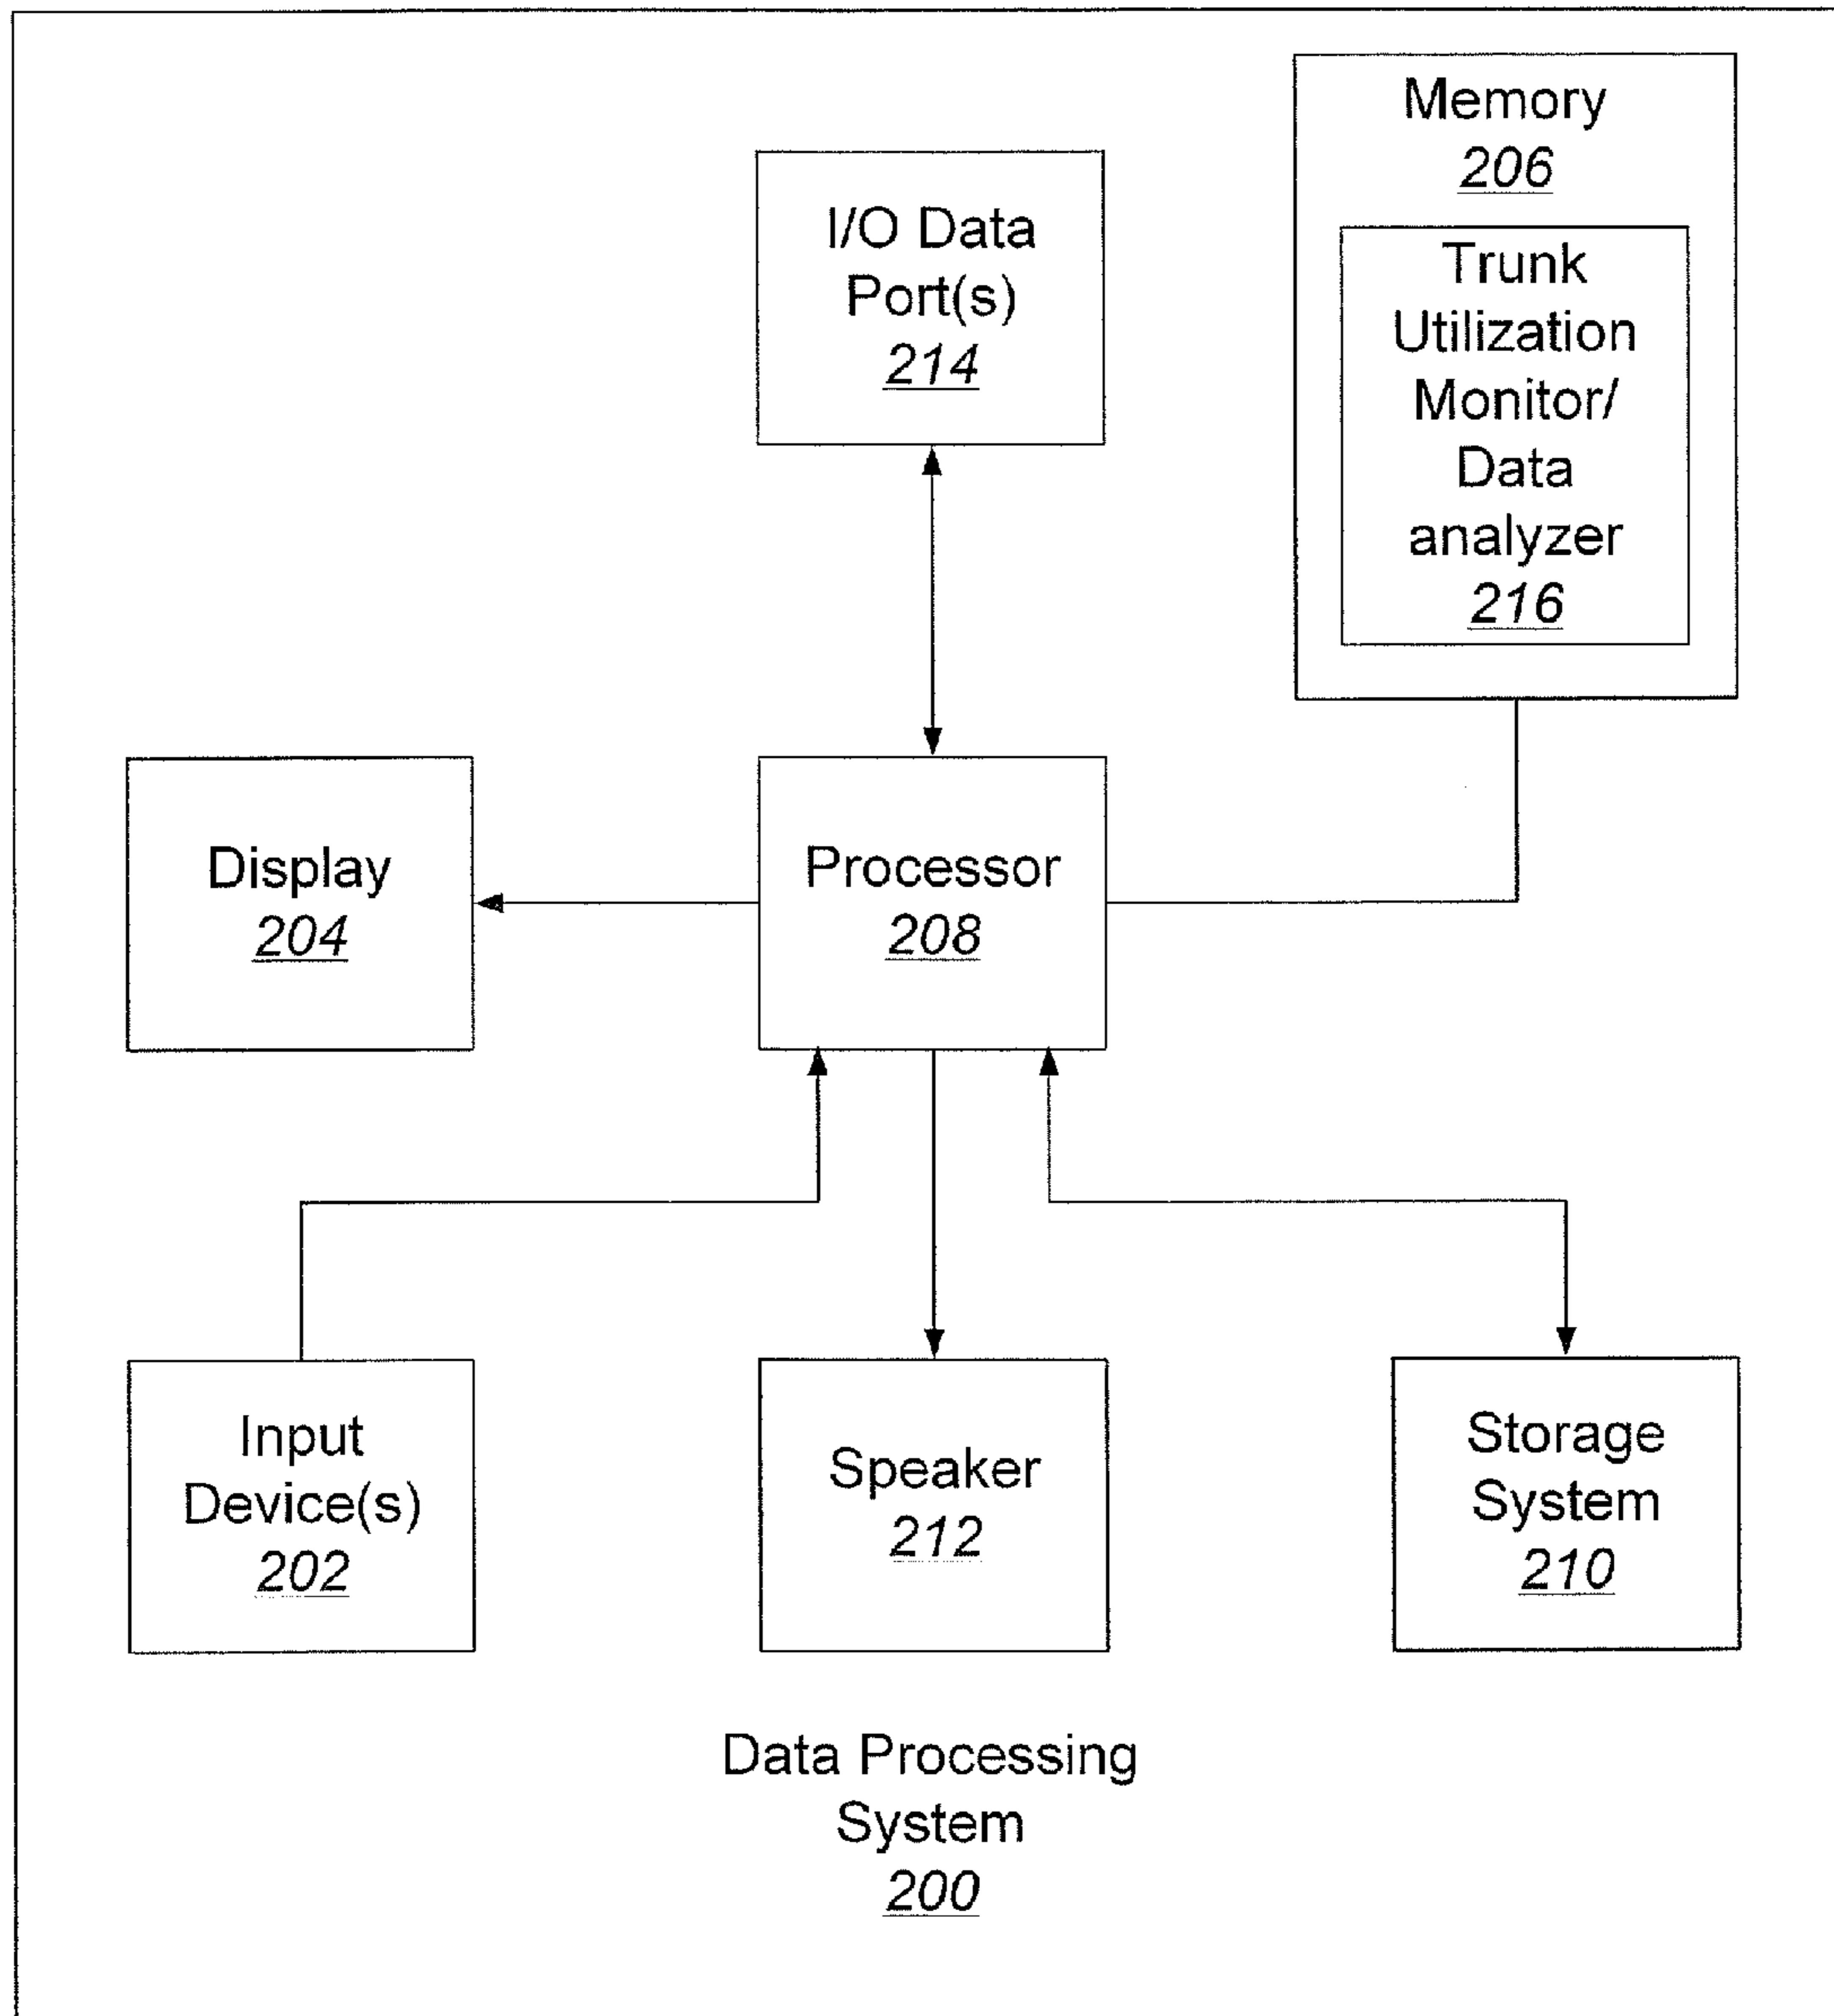 Memory
206
I/O Data
Port(s)
214
Trunk
Utilization
Monitor/
Data
analyzer
216
Display
204
Processor
208
Input
Device(s)
202
Speaker
212
Storage
System
210
Data Processing
System
200